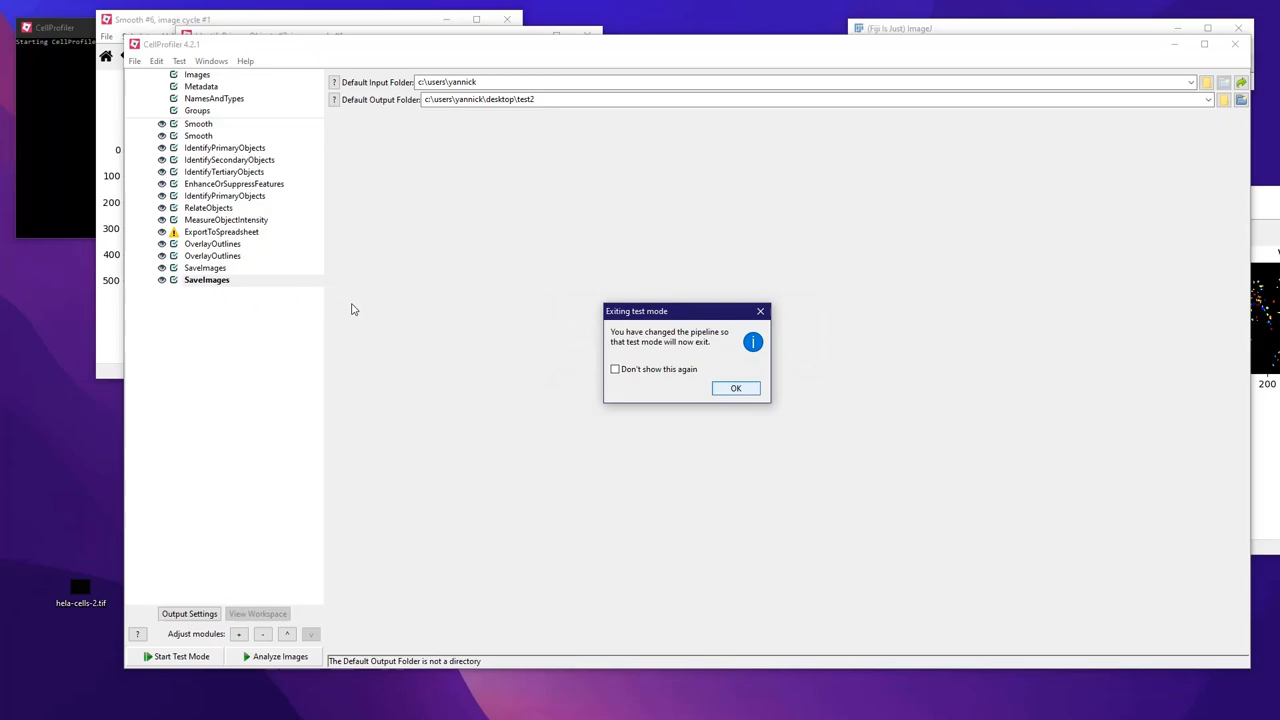 CellProfiler
Starting CellProfile
Smooth #6, image cycle #1
File
(Fiji Is Just) ImageJ
CellProfiler 4.2.1
File Edit Test Windows Help
Images
Metadata
NamesAndTypes
Groups
Smooth
Smooth
IdentifyPrimaryObjects
IdentifySecondaryObjects
IdentifyTertiaryObjects
EnhanceOrSuppressFeatures
IdentifyPrimaryObjects
RelateObjects
MeasureObjectIntensity
ExportToSpreadsheet
OverlayOutlines
OverlayOutlines
SaveImages
SaveImages
? Default Input Folder: c:\users\yannick
? Default Output Folder: c:\users\yannick\desktop\test2
0
100
200
300
400
500
Exiting test mode
You have changed the pipeline so
that test mode will now exit.
Don't show this again
OK
200
hela-cells-2.tif
Output Settings View Workspace
? Adjust modules: + - ^ v
Start Test Mode Analyze Images
The Default Output Folder is not a directory